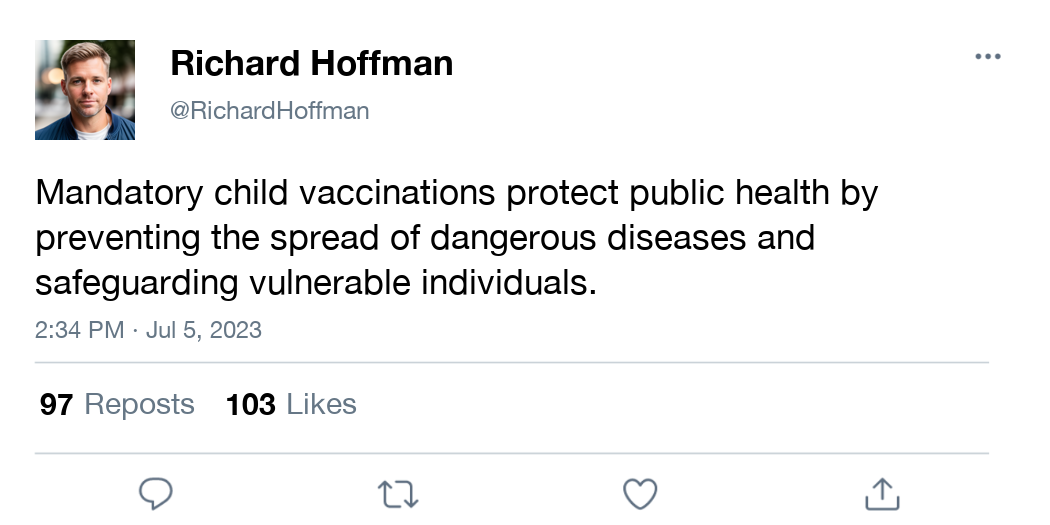 Richard Hoffman
@RichardHoffman
Mandatory child vaccinations protect public health by
preventing the spread of dangerous diseases and
safeguarding vulnerable individuals.
2:34 PM · Jul 5, 2023
97 Reposts 103 Likes